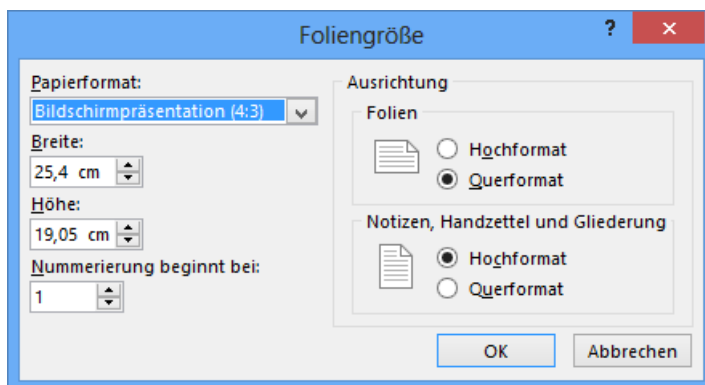 Foliengröße
?
Papierformat:
Bildschirmpräsentation (4:3)
Breite:
25,4 cm
Höhe:
19,05 cm
Nummerierung beginnt bei:
1
Ausrichtung
Folien
Hochformat
Querformat
Notizen, Handzettel und Gliederung
Hochformat
Querformat
OK
Abbrechen